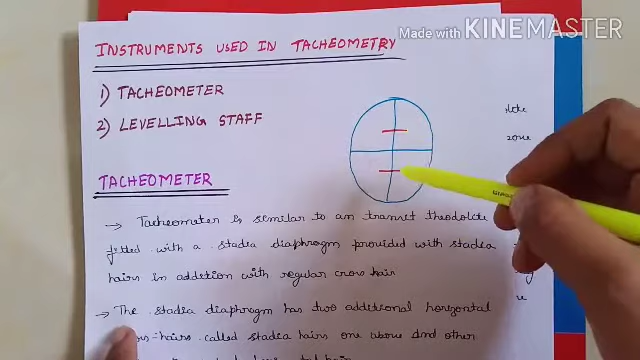 Made with KINEMASTER
INSTRUMENTS USED IN TACHEOMETRY
1) TACHEOMETER
2) LEVELLING STAFF
TACHEOMETER
→ Tacheometer is similar to an transit theodolite
fitted with a stadia diaphragm provided with stadia
hairs in addition with regular cross hair
→ The stadia diaphragm has two additional horizontal
hairs called stadia hairs one above and other